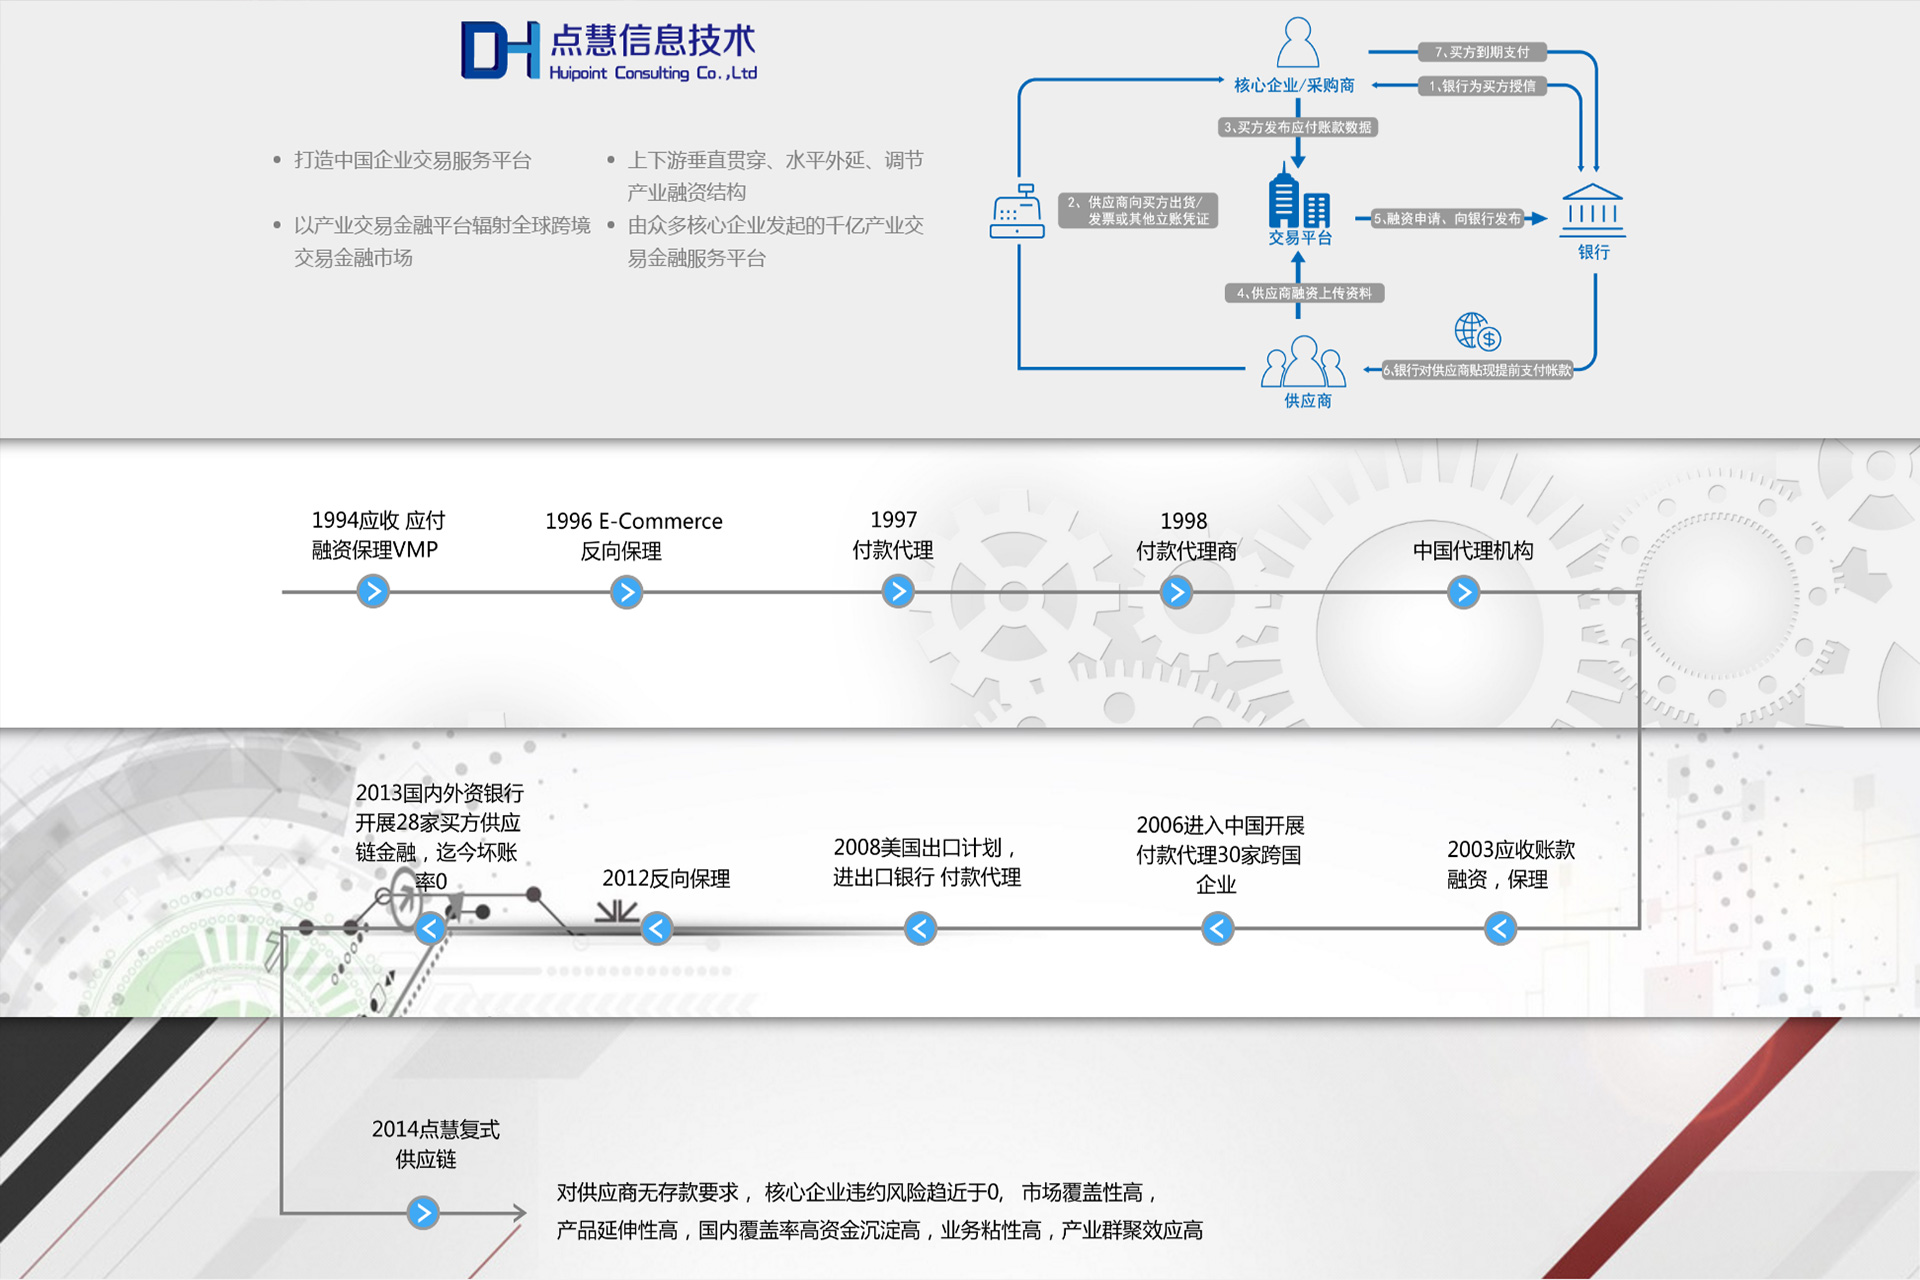 点慧信息技术
Huipoint Consulting Co.,Ltd
打造中国企业交易服务平台
以产业交易金融平台辐射全球跨境
交易金融市场
上下游垂直贯穿、水平外延、调节
产业融资结构
由众多核心企业发起的千亿产业交
易金融服务平台
核心企业/采购商
7、买方到期支付
1、银行为买方授信
3、买方发布应付账款数据
2、供应商向买方出货/
发票或其他立账凭证
交易平台
5、融资申请、向银行发布
银行
4、供应商融资上传资料
6、银行对供应商贴现提前支付帐款
供应商
1994应收 应付
融资保理VMP
1996 E-Commerce
反向保理
1997
付款代理
1998
付款代理商
中国代理机构
2013国内外资银行
开展28家买方供应
链金融，迄今坏账
率0
2012反向保理
2008美国出口计划，
进出口银行 付款代理
2006进入中国开展
付款代理30家跨国
企业
2003应收账款
融资，保理
2014点慧复式
供应链
对供应商无存款要求， 核心企业违约风险趋近于0， 市场覆盖性高，
产品延伸性高，国内覆盖率高资金沉淀高，业务粘性高，产业群聚效应高